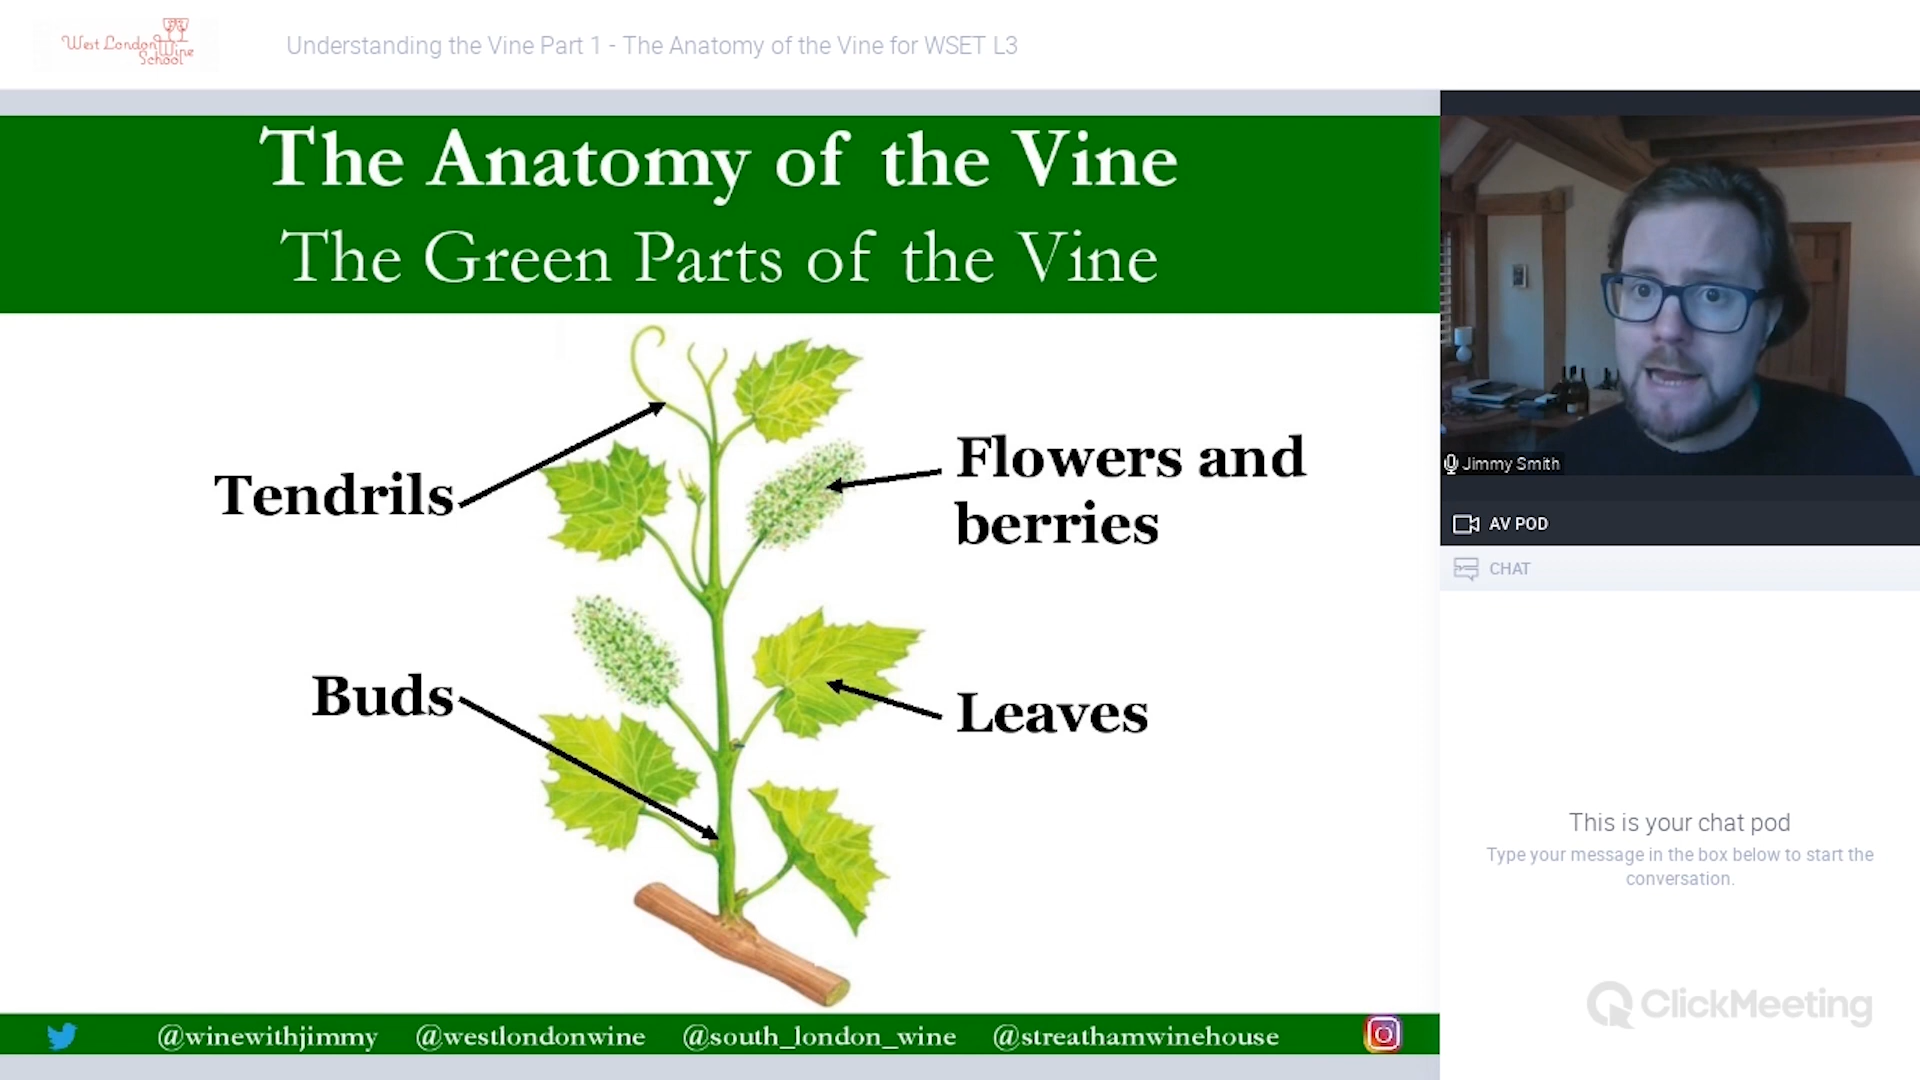 West London Wine School
Understanding the Vine Part 1 - The Anatomy of the Vine for WSET L3
The Anatomy of the Vine
The Green Parts of the Vine
Tendrils
Flowers and
berries
Buds
Leaves
@winewithjimmy @westlondonwine @south_london_wine @streathamwinehouse
Jimmy Smith
AV POD
CHAT
This is your chat pod
Type your message in the box below to start the
conversation.
ClickMeeting